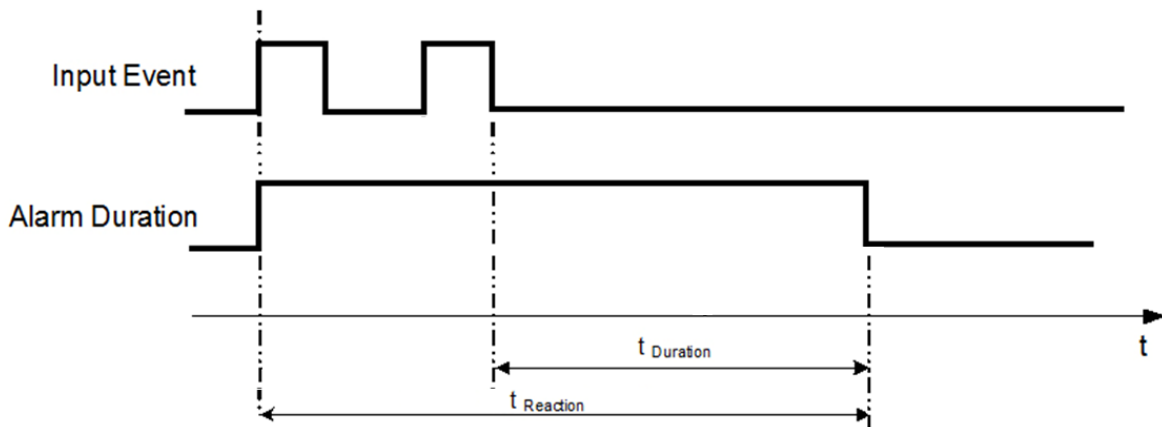 Input Event
Alarm Duration
t
t Duration
t Reaction